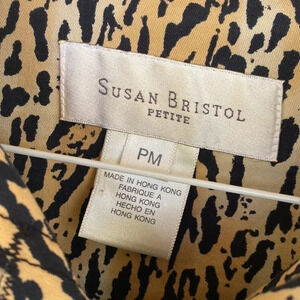 SUSAN BRISTOL
PETITE
PM
MADE IN HONG KONG
FABRIQUE A
HONG KONG
HECHO EN
HONG KONG